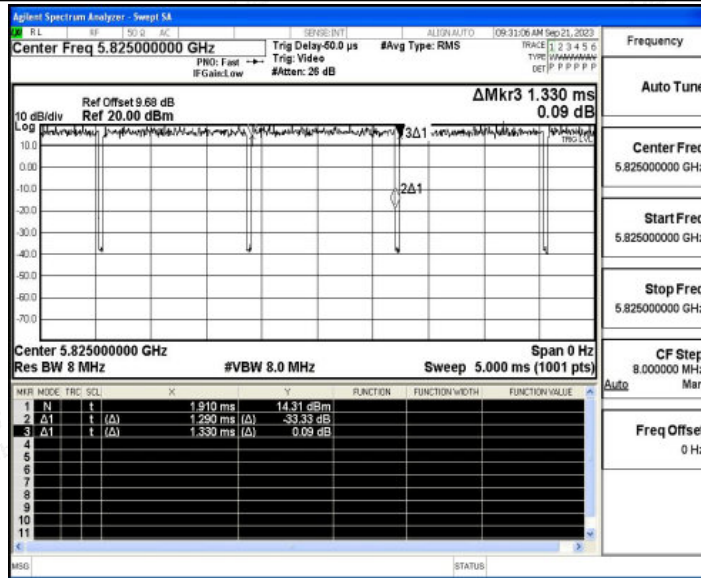 Agilent Spectrum Analyzer - Swept SA
RL RF 50 Ω AC SENSE:INT ALIGN AUTO 09:31:06 AM Sep 21, 2023
Center Freq 5.825000000 GHz
PNO: Fast
IFGain:Low
Trig Delay-50.0 µs
Trig: Video
#Atten: 26 dB
#Avg Type: RMS
TRACE 1 2 3 4 5 6
TYPE
DET P P P P P P
ΔMkr3 1.330 ms
0.09 dB
Ref Offset 9.68 dB
10 dB/div Ref 20.00 dBm
Log
3Δ1
TRIG LVL
10.0
0.00
2Δ1
-10.0
-20.0
-30.0
-40.0
-50.0
-60.0
-70.0
Center 5.825000000 GHz Span 0 Hz
Res BW 8 MHz #VBW 8.0 MHz Sweep 5.000 ms (1001 pts)
MKR MODE TRC SCL X Y FUNCTION FUNCTION WIDTH FUNCTION VALUE
1 N t 1.910 ms 14.31 dBm
2 Δ1 t (Δ) 1.290 ms (Δ) -33.33 dB
3 Δ1 t (Δ) 1.330 ms (Δ) 0.09 dB
4
5
6
7
8
9
10
11
MSG STATUS
Frequency
Auto Tune
Center Freq
5.825000000 GHz
Start Freq
5.825000000 GHz
Stop Freq
5.825000000 GHz
CF Step
8.000000 MHz
Auto Man
Freq Offset
0 Hz